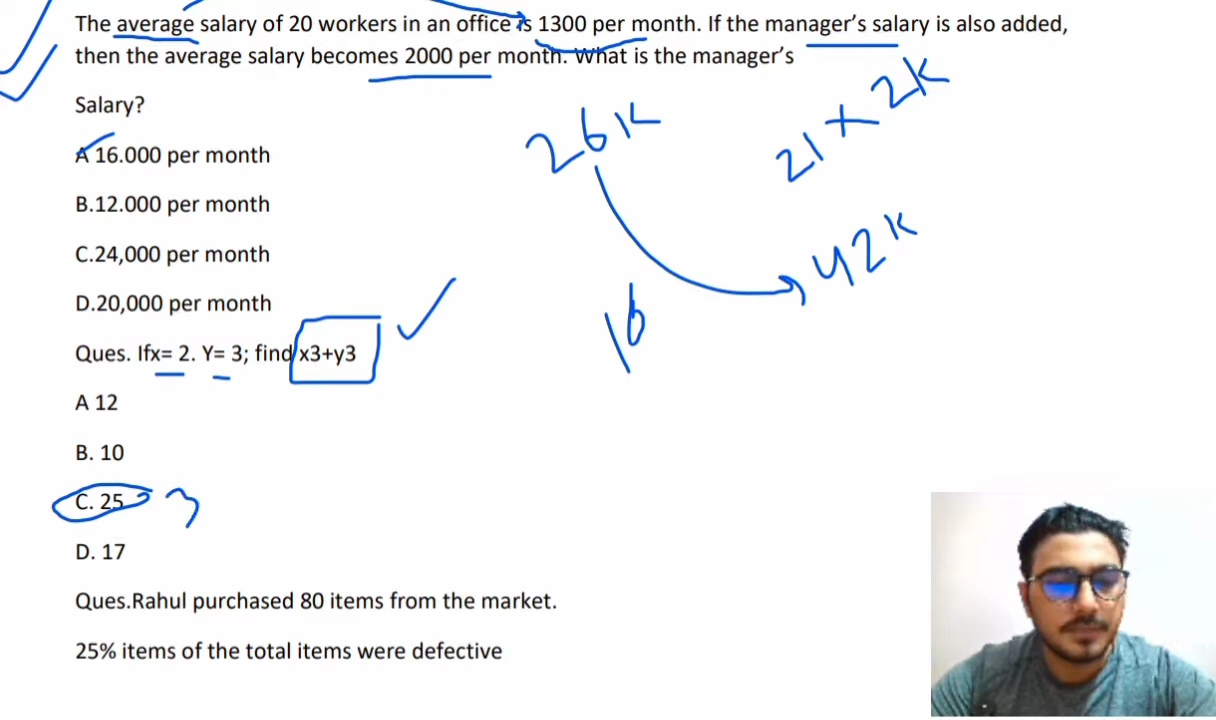 The average salary of 20 workers in an office is 1300 per month. If the manager's salary is also added,
then the average salary becomes 2000 per month. What is the manager's
Salary?
A 16.000 per month
B.12.000 per month
C.24,000 per month
D.20,000 per month
26K
21 x 2K
42K
16
Ques. Ifx= 2. Y= 3; find x3+y3
A 12
B. 10
C. 25
3
D. 17
Ques.Rahul purchased 80 items from the market.
25% items of the total items were defective